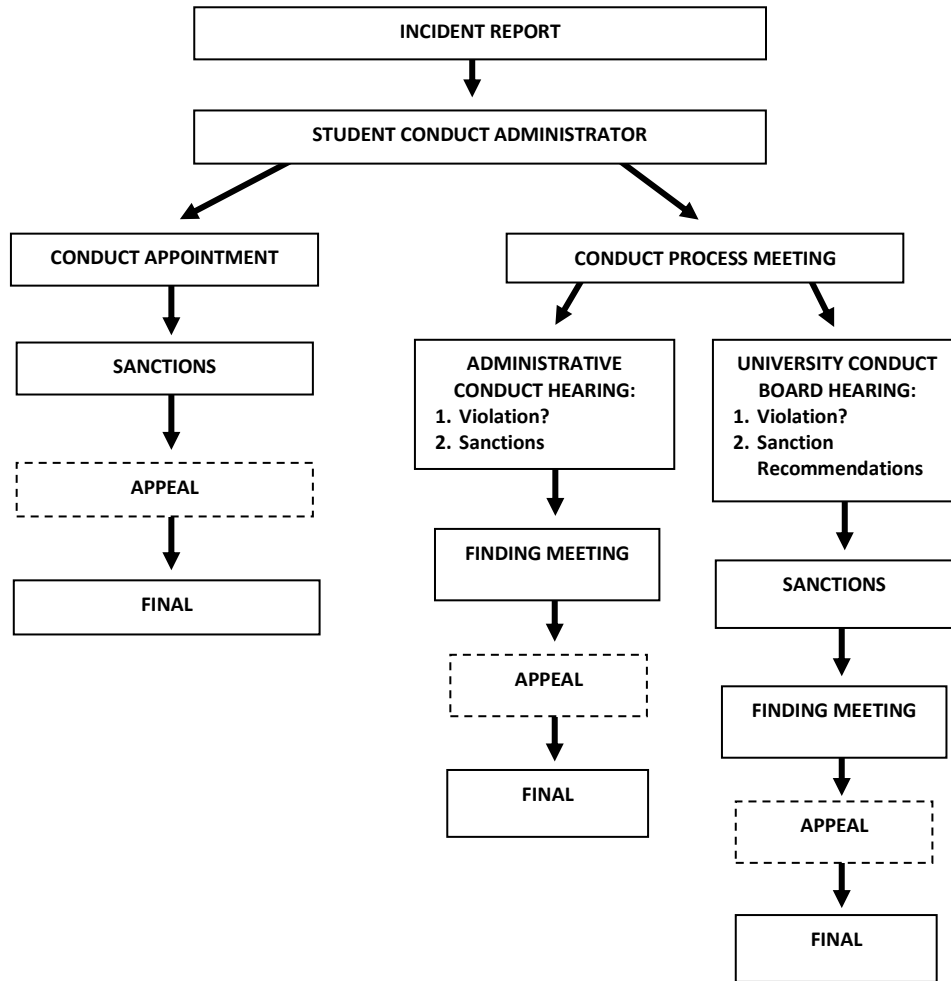 INCIDENT REPORT
STUDENT CONDUCT ADMINISTRATOR
CONDUCT APPOINTMENT
SANCTIONS
APPEAL
FINAL
CONDUCT PROCESS MEETING
ADMINISTRATIVE
CONDUCT HEARING:
1. Violation?
2. Sanctions
FINDING MEETING
APPEAL
FINAL
UNIVERSITY CONDUCT
BOARD HEARING:
1. Violation?
2. Sanction
Recommendations
SANCTIONS
FINDING MEETING
APPEAL
FINAL